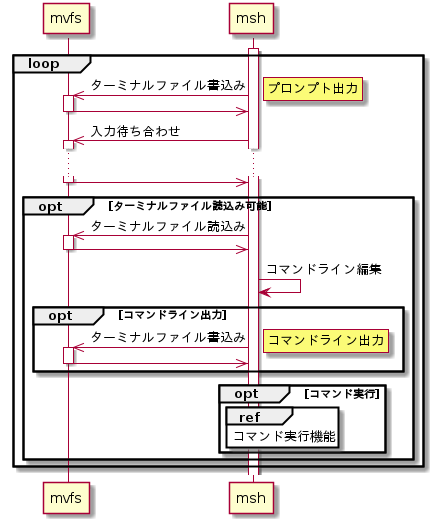 mvfs msh
loop
ターミナルファイル書込み プロンプト出力
入力待ち合わせ
opt [ターミナルファイル読込み可能]
ターミナルファイル読込み
コマンドライン編集
opt [コマンドライン出力]
ターミナルファイル書込み コマンドライン出力
opt [コマンド実行]
ref
コマンド実行機能
mvfs msh